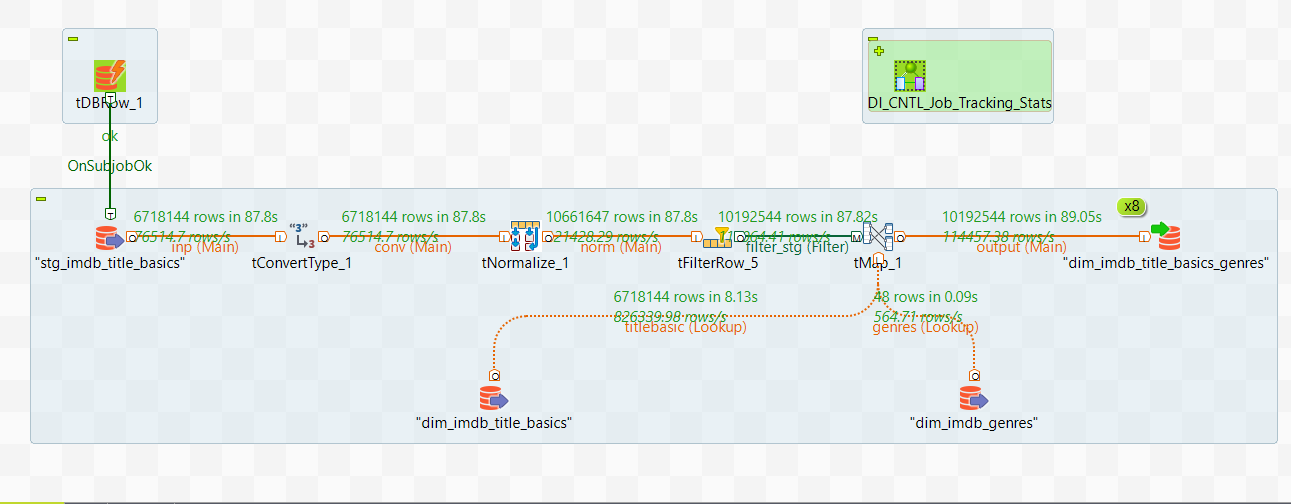 tDBRow_1
DI_CNTL_Job_Tracking_Stats
ok
OnSubjobOk
x8
6718144 rows in 87.8s
6718144 rows in 87.8s
10661647 rows in 87.8s
10192544 rows in 87.82s
10192544 rows in 89.05s
76514.7 rows/s
76514.7 rows/s
"3"
3
114457.38 rows/s
inp (Main)
conv (Main)
norm (Main)
filter_stg (Filter)
output (Main)
"stg_imdb_title_basics"
tConvertType_1
tNormalize_1
tFilterRow_5
tMap_1
"dim_imdb_title_basics_genres"
6718144 rows in 8.13s
48 rows in 0.09s
826339.98 rows/s
564.71 rows/s
titlebasic (Lookup)
genres (Lookup)
"dim_imdb_title_basics"
"dim_imdb_genres"